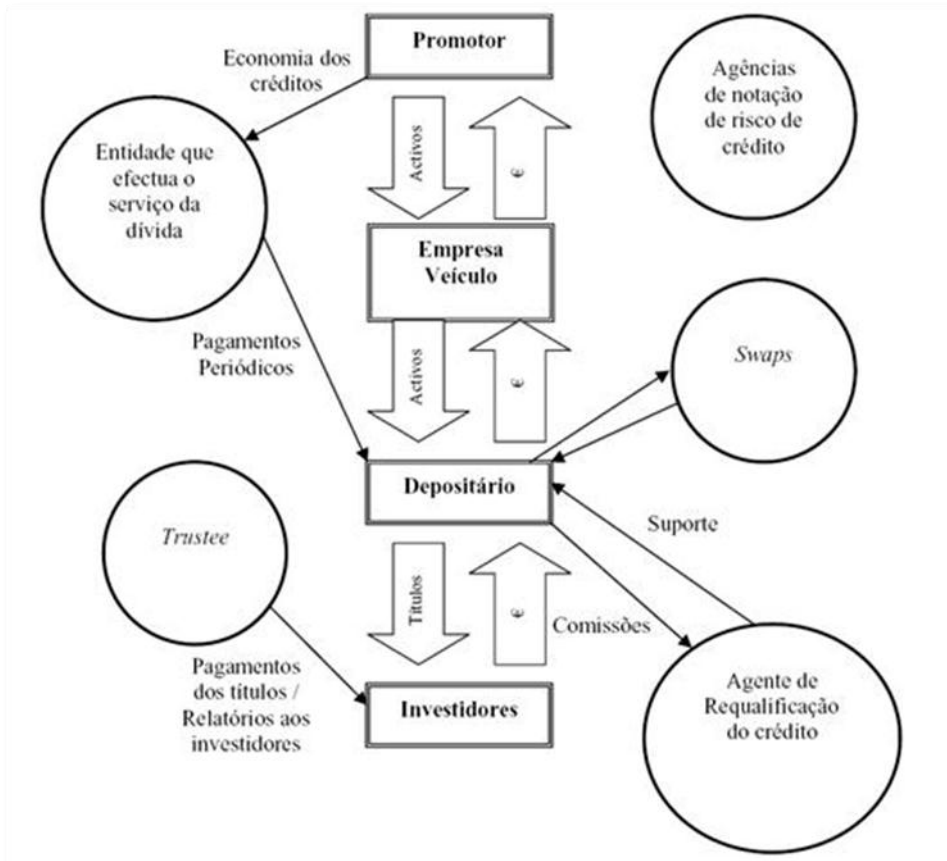 Promotor
Economia dos
créditos
Agências
de notação
de risco de
crédito
Entidade que
efectua o
serviço da
dívida
Activos
€
Empresa
Veículo
Pagamentos
Periódicos
Activos
€
Swaps
Depositário
Trustee
Suporte
Títulos
€
Comissões
Pagamentos
dos títulos /
Relatórios aos
investidores
Investidores
Agente de
Requalificação
do crédito